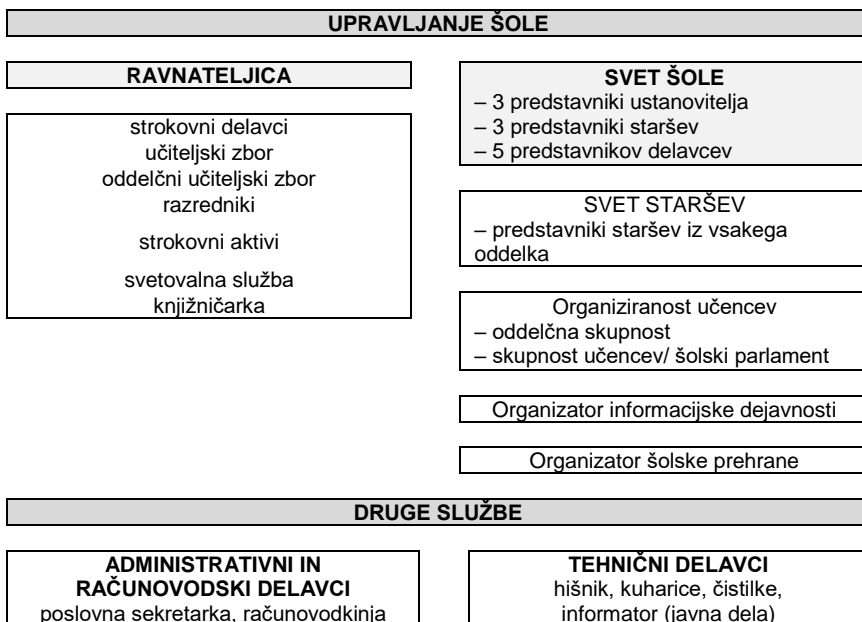 UPRAVLJANJE ŠOLE
RAVNATELJICA
strokovni delavci
učiteljski zbor
oddelčni učiteljski zbor
razredniki
strokovni aktivi
svetovalna služba
knjižničarka
SVET ŠOLE
– 3 predstavniki ustanovitelja
– 3 predstavniki staršev
– 5 predstavnikov delavcev
SVET STARŠEV
– predstavniki staršev iz vsakega
oddelka
Organiziranost učencev
– oddelčna skupnost
– skupnost učencev/ šolski parlament
Organizator informacijske dejavnosti
Organizator šolske prehrane
DRUGE SLUŽBE
ADMINISTRATIVNI IN
RAČUNOVODSKI DELAVCI
poslovna sekretarka, računovodkinja
TEHNIČNI DELAVCI
hišnik, kuharice, čistilke,
informator (javna dela)